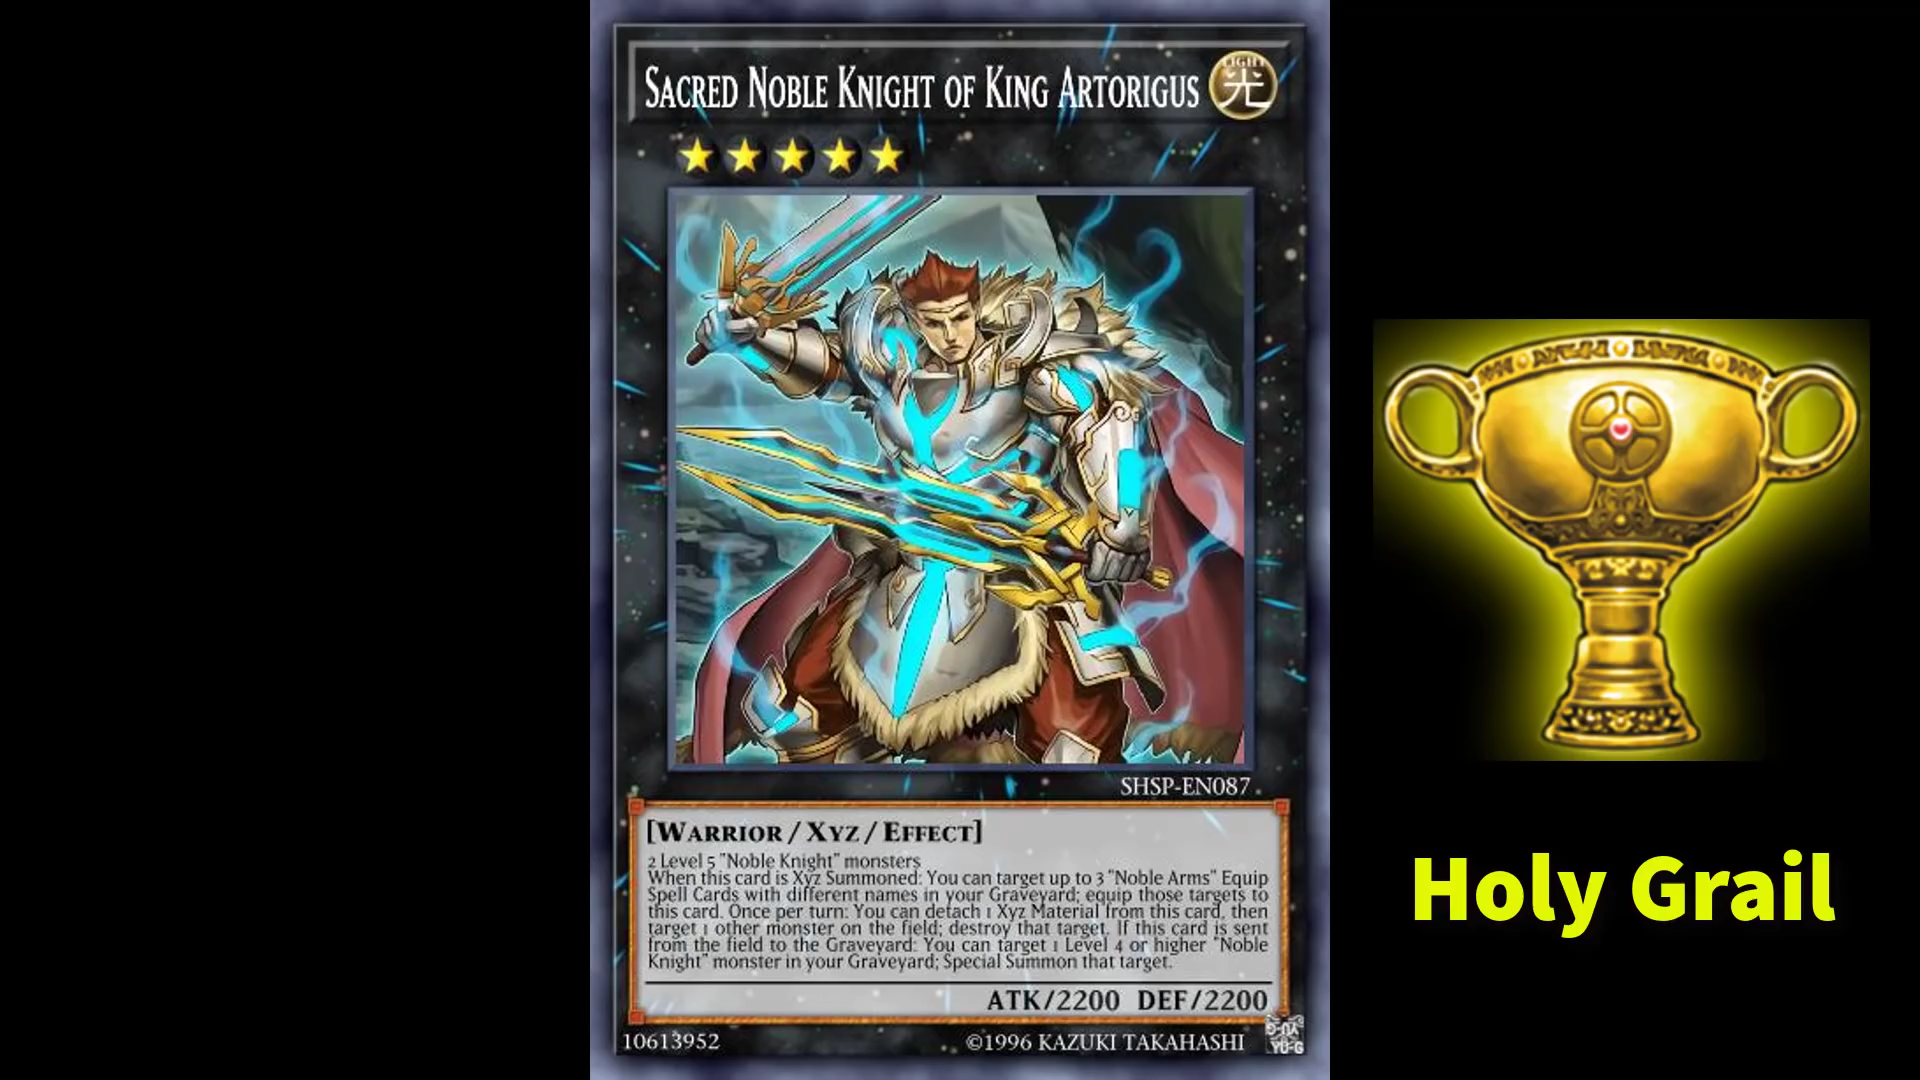 SACRED NOBLE KNIGHT OF KING ARTORIGUS
LIGHT
光
SHSP-EN087
[WARRIOR / XYZ / EFFECT]
2 Level 5 "Noble Knight" monsters
When this card is Xyz Summoned: You can target up to 3 "Noble Arms" Equip
Spell Cards with different names in your Graveyard; equip those targets to
this card. Once per turn: You can detach 1 Xyz Material from this card, then
target 1 other monster on the field; destroy that target. If this card is sent
from the field to the Graveyard: You can target 1 Level 4 or higher "Noble
Knight" monster in your Graveyard; Special Summon that target.
ATK/2200 DEF/2200
10613952
©1996 KAZUKI TAKAHASHI
Holy Grail